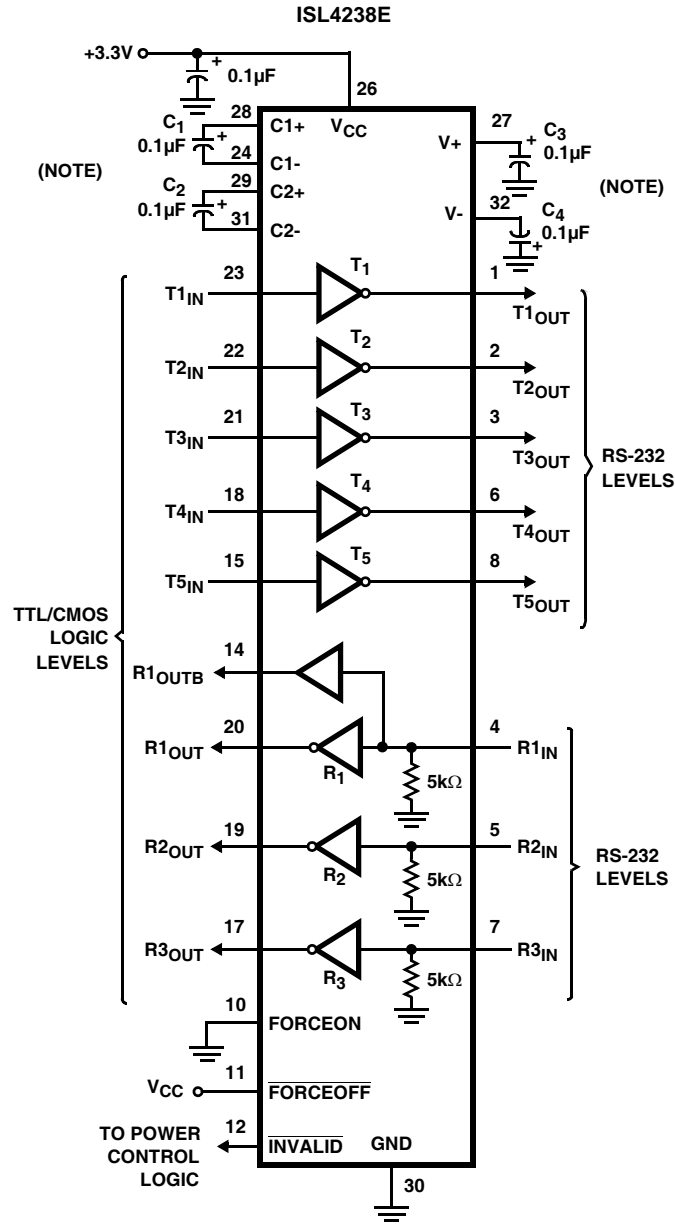 ISL4238E
+3.3V
+ 0.1µF
26
28
27
C1
0.1µF
+
C1+
VCC
V+
+ C3
0.1µF
24
C1-
(NOTE)
(NOTE)
29
C2
0.1µF
+
C2+
31
C2-
32
V-
C4
0.1µF
+
23
T1
1
T1IN
T1OUT
22
T2
2
T2IN
T2OUT
21
T3
3
T3IN
T3OUT
RS-232
LEVELS
18
T4
6
T4IN
T4OUT
15
T5
8
T5IN
T5OUT
TTL/CMOS
LOGIC
LEVELS
14
R1OUTB
20
4
R1OUT
R1
5kΩ
R1IN
19
5
R2OUT
R2
5kΩ
R2IN
RS-232
LEVELS
17
7
R3OUT
R3
5kΩ
R3IN
10
FORCEON
11
VCC
FORCEOFF
12
TO POWER
CONTROL
LOGIC
INVALID
GND
30